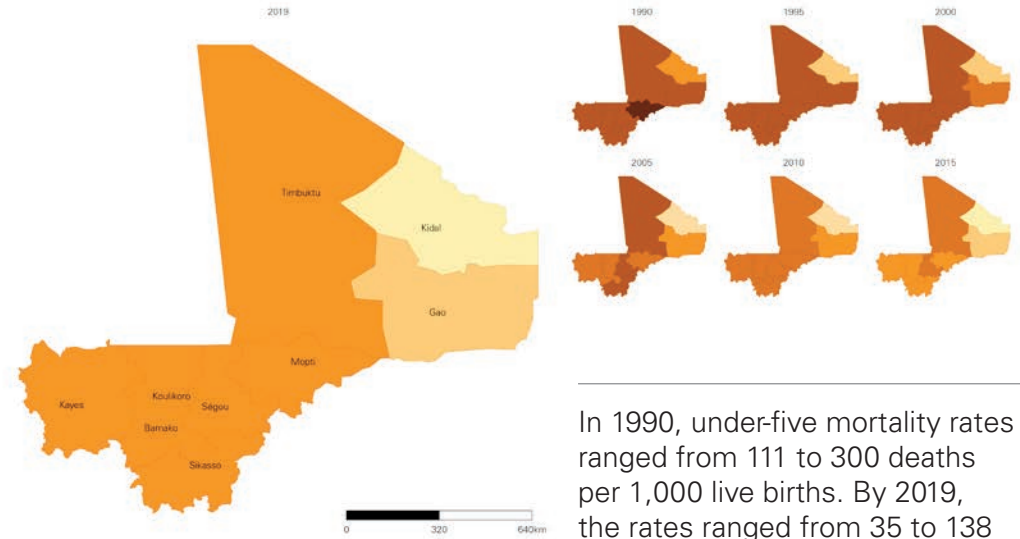 2019
Timbuktu
Kidal
Gao
Mopti
Kayes
Koulikoro
Ségou
Bamako
Sikasso
0 320 640km
1990 1995 2000
2005 2010 2015
In 1990, under-five mortality rates
ranged from 111 to 300 deaths
per 1,000 live births. By 2019,
the rates ranged from 35 to 138